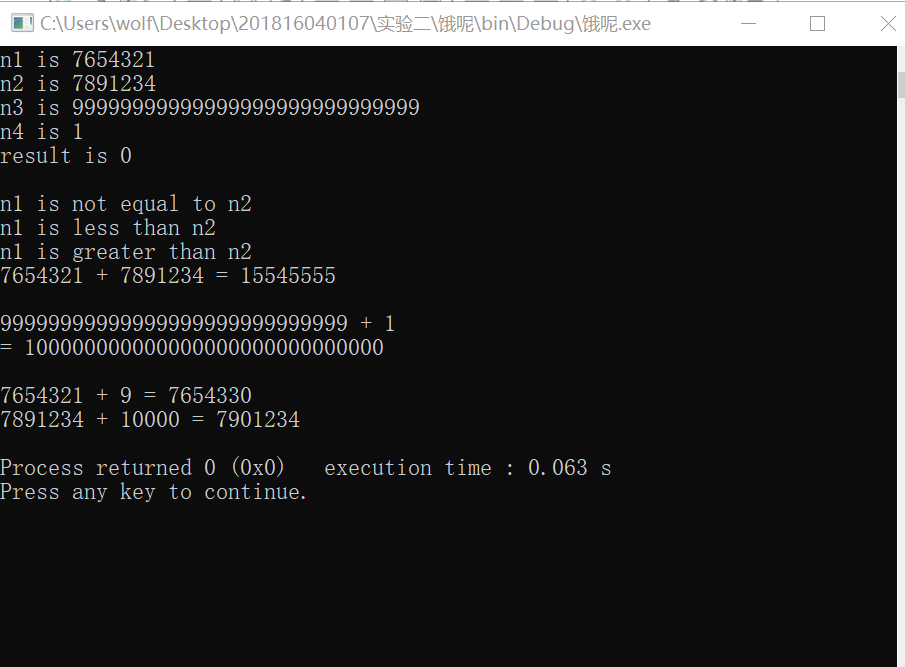 C:\Users\wolf\Desktop\201816040107\实验二\饿呢\bin\Debug\饿呢.exe
n1 is 7654321
n2 is 7891234
n3 is 99999999999999999999999999999
n4 is 1
result is 0
n1 is not equal to n2
n1 is less than n2
n1 is greater than n2
7654321 + 7891234 = 15545555
99999999999999999999999999999 + 1
= 100000000000000000000000000000
7654321 + 9 = 7654330
7891234 + 10000 = 7901234
Process returned 0 (0x0)   execution time : 0.063 s
Press any key to continue.